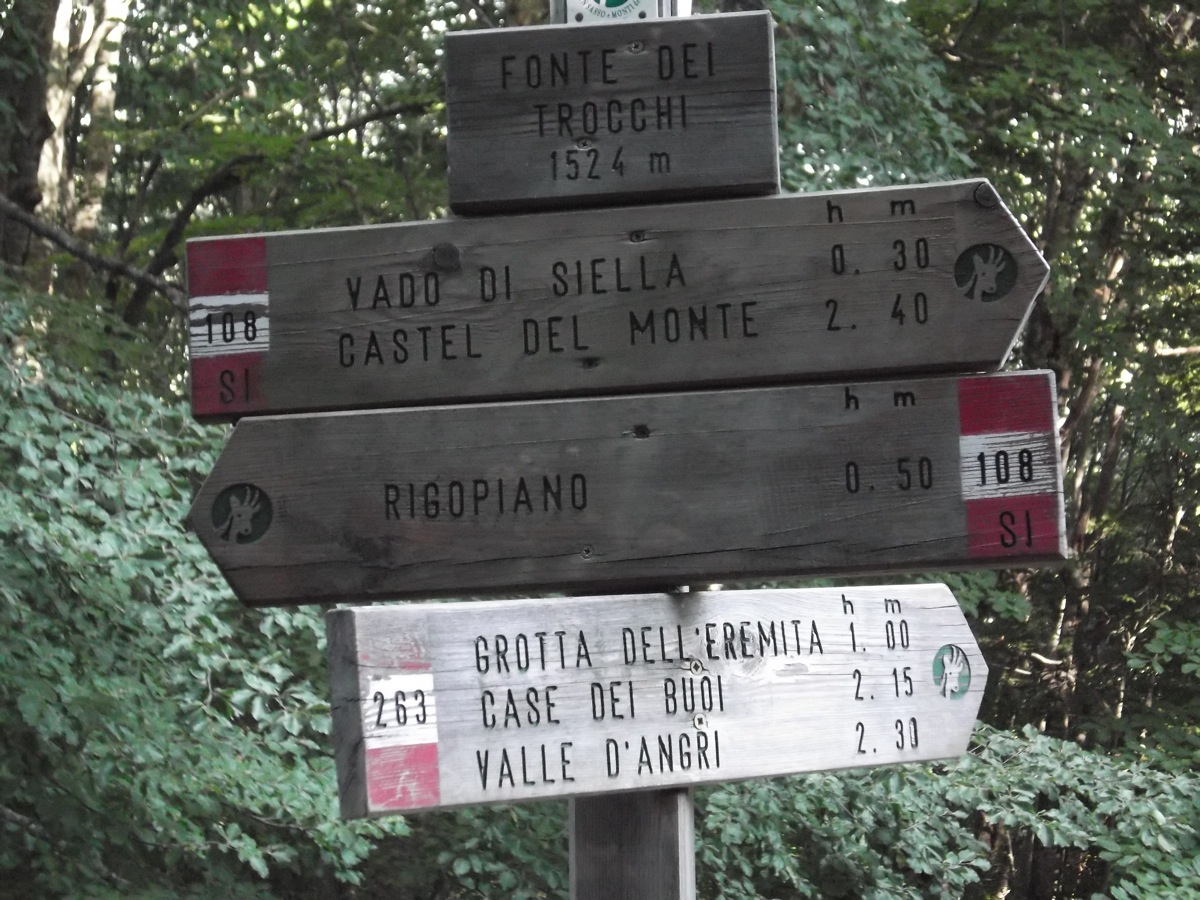 FONTE DEI
TROCCHI
1524 m
h m
VADO DI SIELLA 0. 30
108
CASTEL DEL MONTE 2. 40
SI
h m
RIGOPIANO 0. 50
108
SI
h m
GROTTA DELL'EREMITA 1. 00
263
CASE DEI BUOI 2. 15
VALLE D'ANGRI 2. 30